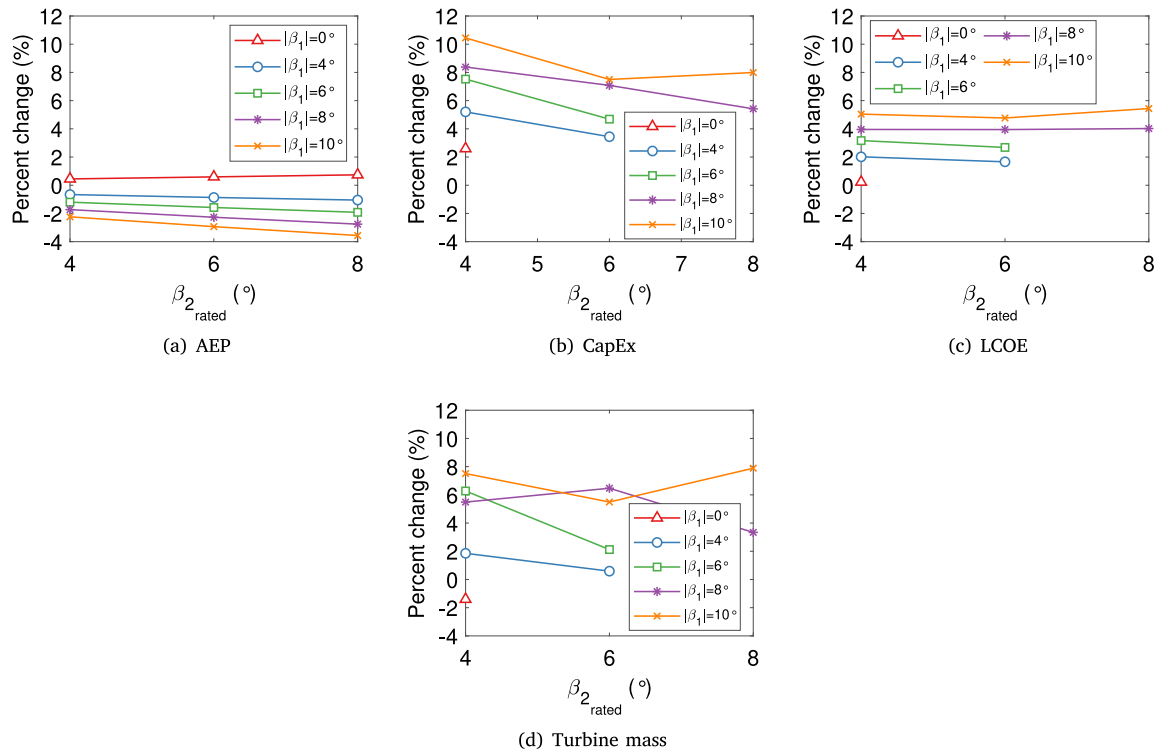 12
10
8
6
4
2
0
-2
-4
Percent change (%)
|β1|=0°
|β1|=4°
|β1|=6°
|β1|=8°
|β1|=10°
4
6
8
β2rated (°)
(a) AEP
12
10
8
6
4
2
0
-2
-4
Percent change (%)
|β1|=0°
|β1|=4°
|β1|=6°
|β1|=8°
|β1|=10°
4
5
6
7
8
β2rated (°)
(b) CapEx
12
10
8
6
4
2
0
-2
-4
Percent change (%)
|β1|=0°
|β1|=4°
|β1|=6°
|β1|=8°
|β1|=10°
4
6
8
β2rated (°)
(c) LCOE
12
10
8
6
4
2
0
-2
-4
Percent change (%)
|β1|=0°
|β1|=4°
|β1|=6°
|β1|=8°
|β1|=10°
4
6
8
β2rated (°)
(d) Turbine mass